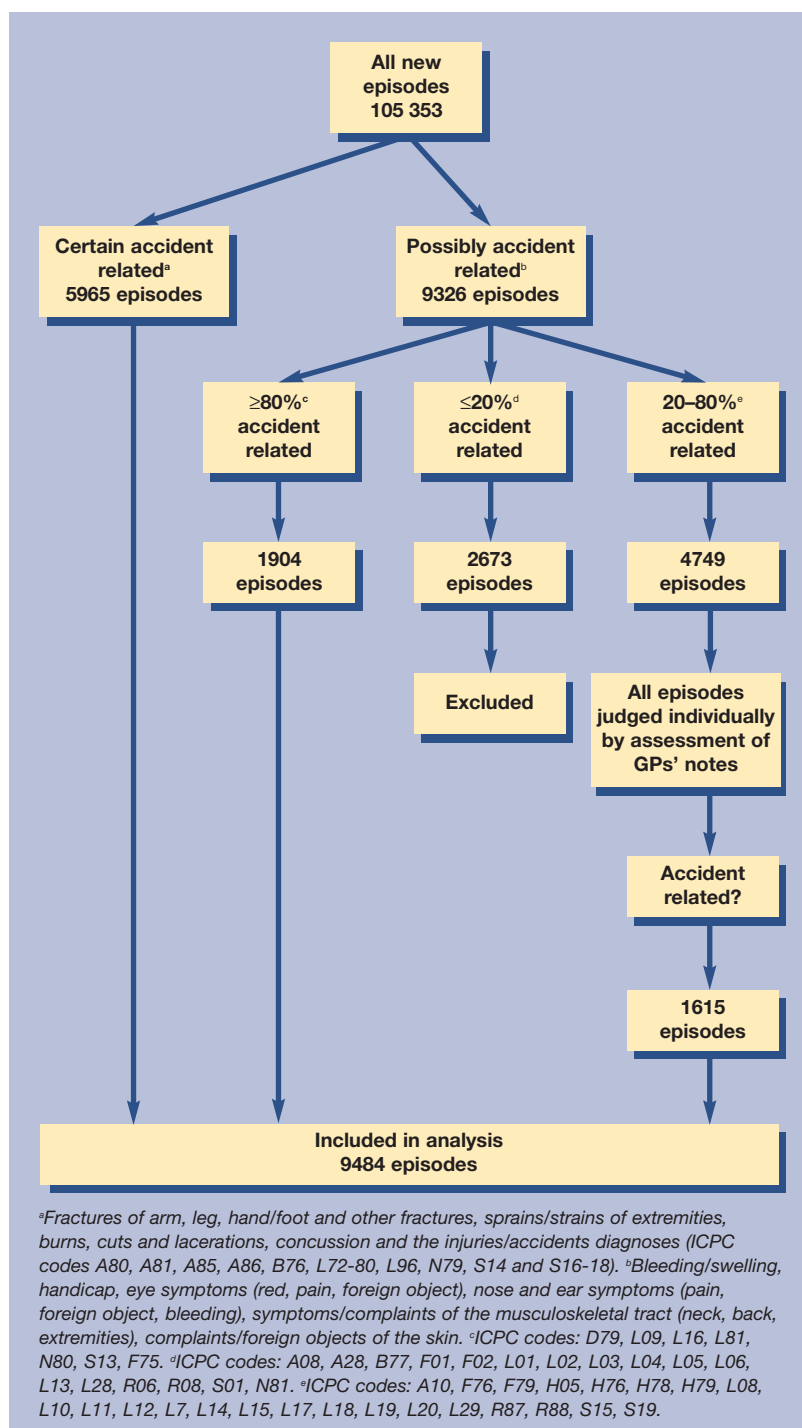 All new
episodes
105 353
Certain accident
relatedᵃ
5965 episodes
Possibly accident
relatedᵇ
9326 episodes
≥80%ᶜ
accident
related
≤20%ᵈ
accident
related
20–80%ᵉ
accident
related
1904
episodes
2673
episodes
4749
episodes
Excluded
All episodes
judged individually
by assessment of
GPs’ notes
Accident
related?
1615
episodes
Included in analysis
9484 episodes
ᵃFractures of arm, leg, hand/foot and other fractures, sprains/strains of extremities,
burns, cuts and lacerations, concussion and the injuries/accidents diagnoses (ICPC
codes A80, A81, A85, A86, B76, L72-80, L96, N79, S14 and S16-18). ᵇBleeding/swelling,
handicap, eye symptoms (red, pain, foreign object), nose and ear symptoms (pain,
foreign object, bleeding), symptoms/complaints of the musculoskeletal tract (neck, back,
extremities), complaints/foreign objects of the skin. ᶜICPC codes: D79, L09, L16, L81,
N80, S13, F75. ᵈICPC codes: A08, A28, B77, F01, F02, L01, L02, L03, L04, L05, L06,
L13, L28, R06, R08, S01, N81. ᵉICPC codes: A10, F76, F79, H05, H76, H78, H79, L08,
L10, L11, L12, L7, L14, L15, L17, L18, L19, L20, L29, R87, R88, S15, S19.